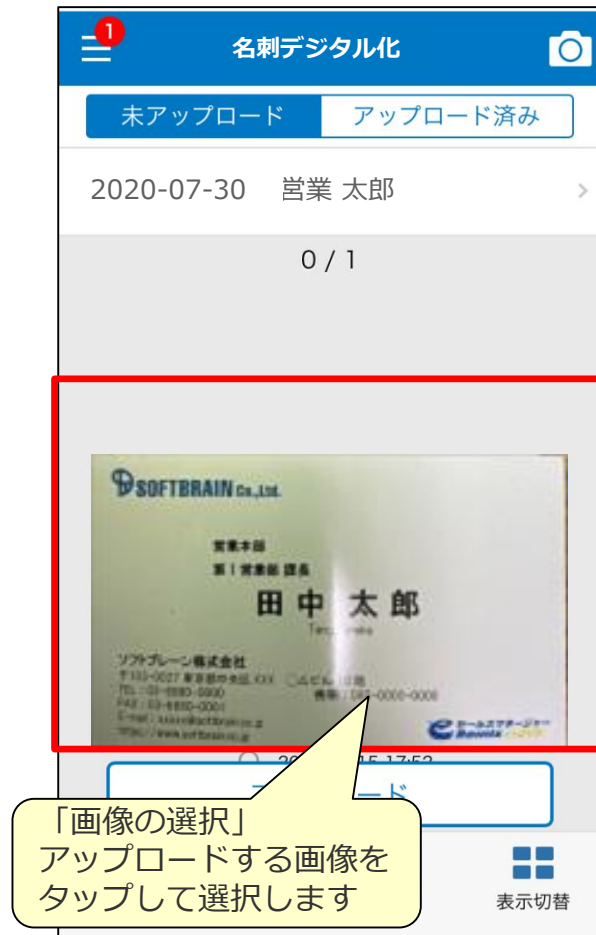 1
名刺デジタル化
未アップロード
アップロード済み
2020-07-30 営業 太郎
0 / 1
SOFTBRAIN Co.,Ltd.
営業本部
第Ⅰ営業部 課長
田中 太郎
ソフトブレーン株式会社
「画像の選択」
アップロードする画像を
タップして選択します
表示切替